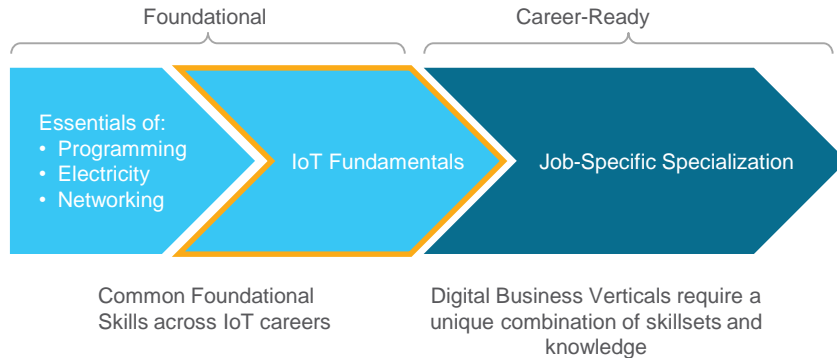 Foundational
Career-Ready
Essentials of:
• Programming
• Electricity
• Networking
IoT Fundamentals
Job-Specific Specialization
Common Foundational
Skills across IoT careers
Digital Business Verticals require a
unique combination of skillsets and
knowledge